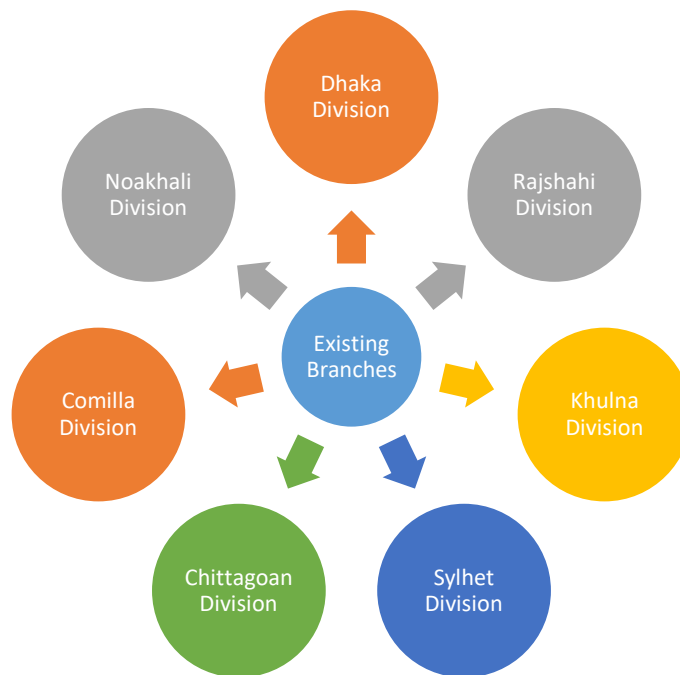 Dhaka
Division
Noakhali
Division
Rajshahi
Division
Existing
Branches
Comilla
Division
Khulna
Division
Chittagoan
Division
Sylhet
Division